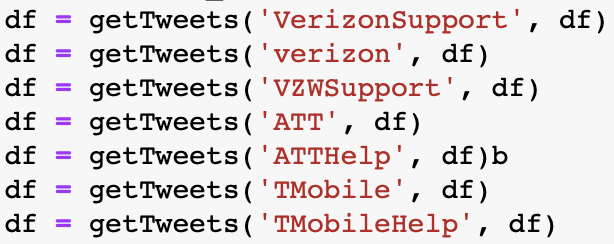 df = getTweets('VerizonSupport', df)
df = getTweets('verizon', df)
df = getTweets('VZWSupport', df)
df = getTweets('ATT', df)
df = getTweets('ATTHelp', df)b
df = getTweets('TMobile', df)
df = getTweets('TMobileHelp', df)